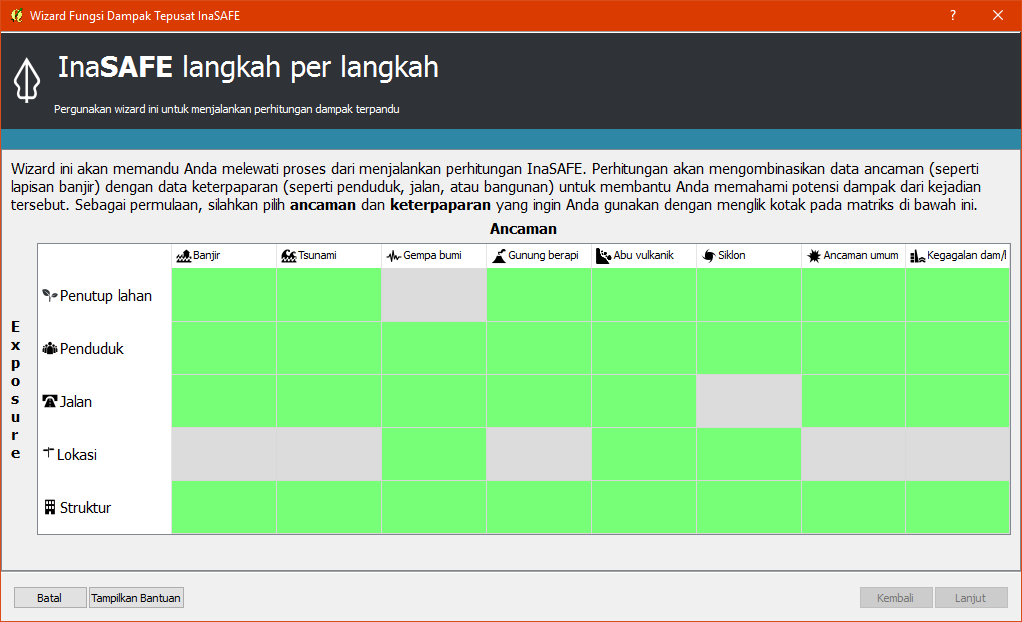 Wizard Fungsi Dampak Tepusat InaSAFE
InaSAFE langkah per langkah
Pergunakan wizard ini untuk menjalankan perhitungan dampak terpandu
Wizard ini akan memandu Anda melewati proses dari menjalankan perhitungan InaSAFE. Perhitungan akan mengombinasikan data ancaman (seperti
lapisan banjir) dengan data keterpaparan (seperti penduduk, jalan, atau bangunan) untuk membantu Anda memahami potensi dampak dari kejadian
tersebut. Sebagai permulaan, silahkan pilih ancaman dan keterpaparan yang ingin Anda gunakan dengan menglik kotak pada matriks di bawah ini.
Ancaman
Banjir Tsunami Gempa bumi Gunung berapi Abu vulkanik Siklon Ancaman umum Kegagalan dam/l
Exposure
Penutup lahan
Penduduk
Jalan
Lokasi
Struktur
Batal Tampilkan Bantuan Kembali Lanjut